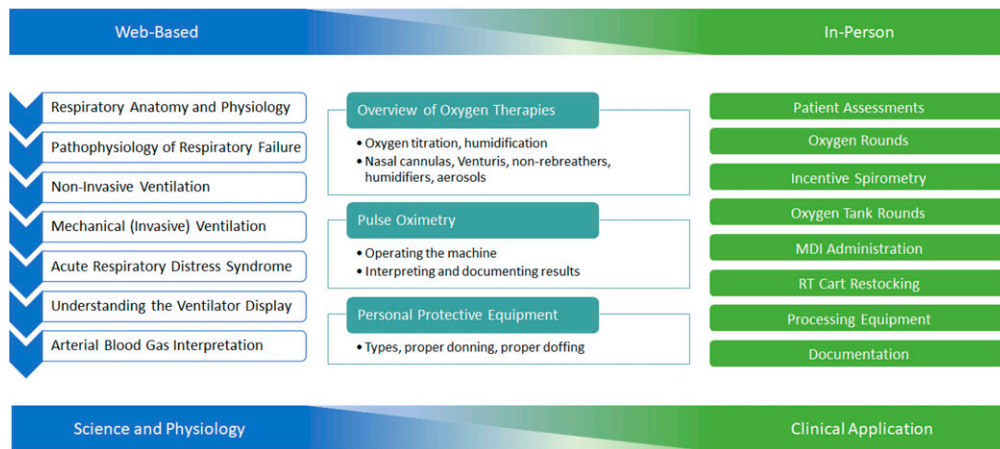 Web-Based
In-Person
Respiratory Anatomy and Physiology
Pathophysiology of Respiratory Failure
Non-Invasive Ventilation
Mechanical (Invasive) Ventilation
Acute Respiratory Distress Syndrome
Understanding the Ventilator Display
Arterial Blood Gas Interpretation
Overview of Oxygen Therapies
• Oxygen titration, humidification
• Nasal cannulas, Venturis, non-rebreathers,
humidifiers, aerosols
Pulse Oximetry
• Operating the machine
• Interpreting and documenting results
Personal Protective Equipment
• Types, proper donning, proper doffing
Patient Assessments
Oxygen Rounds
Incentive Spirometry
Oxygen Tank Rounds
MDI Administration
RT Cart Restocking
Processing Equipment
Documentation
Science and Physiology
Clinical Application